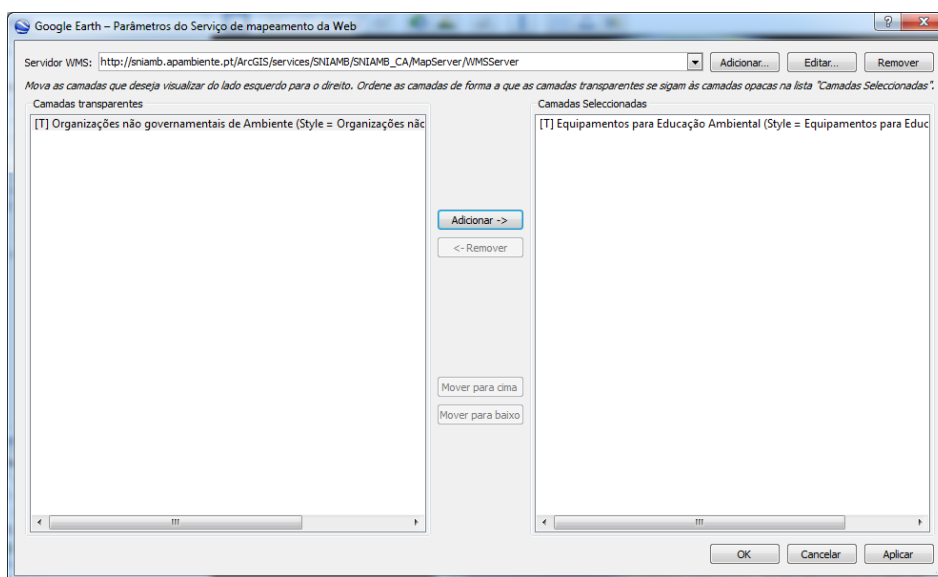 Google Earth – Parâmetros do Serviço de mapeamento da Web
Servidor WMS: http://sniamb.apambiente.pt/ArcGIS/services/SNIAMB/SNIAMB_CA/MapServer/WMSServer Adicionar... Editar... Remover
Mova as camadas que deseja visualizar do lado esquerdo para o direito. Ordene as camadas de forma a que as camadas transparentes se sigam às camadas opacas na lista "Camadas Seleccionadas".
Camadas transparentes
[T] Organizações não governamentais de Ambiente (Style = Organizações nãc
Adicionar ->
<- Remover
Mover para cima
Mover para baixo
Camadas Seleccionadas
[T] Equipamentos para Educação Ambiental (Style = Equipamentos para Educ
OK Cancelar Aplicar